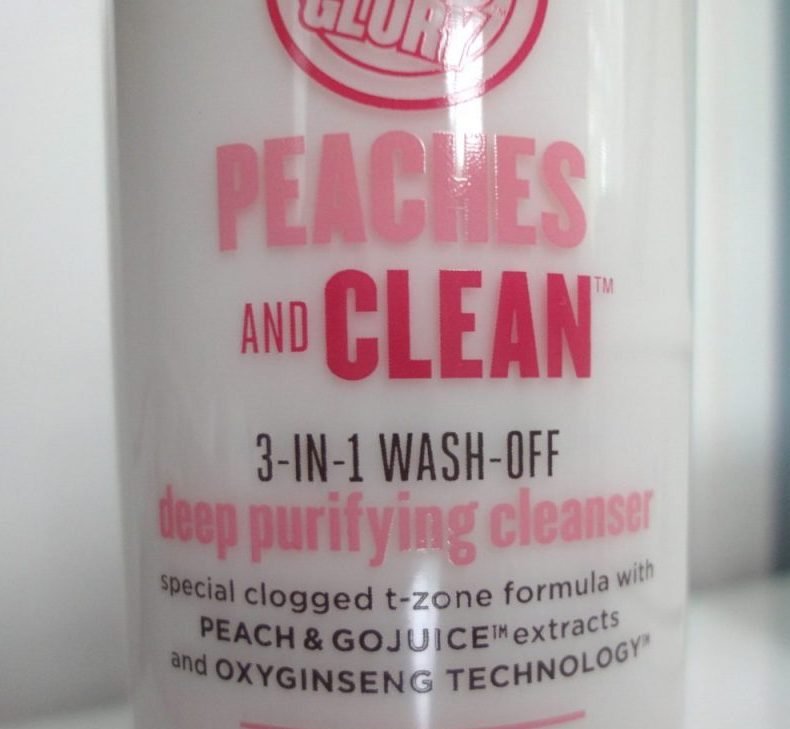 GLORY
PEACHES
AND CLEAN™
3-IN-1 WASH-OFF
deep purifying cleanser
special clogged t-zone formula with
PEACH & GOJUICE™ extracts
and OXYGINSENG TECHNOLOGY™